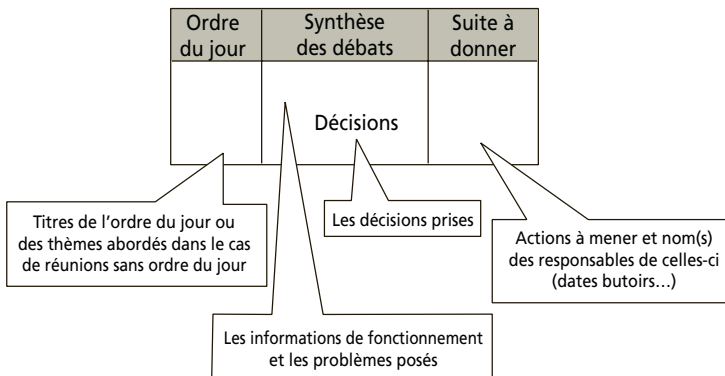 Ordre
du jour
Synthèse
des débats
Suite à
donner
Décisions
Titres de l'ordre du jour ou
des thèmes abordés dans le cas
de réunions sans ordre du jour
Les décisions prises
Actions à mener et nom(s)
des responsables de celles-ci
(dates butoirs…)
Les informations de fonctionnement
et les problèmes posés